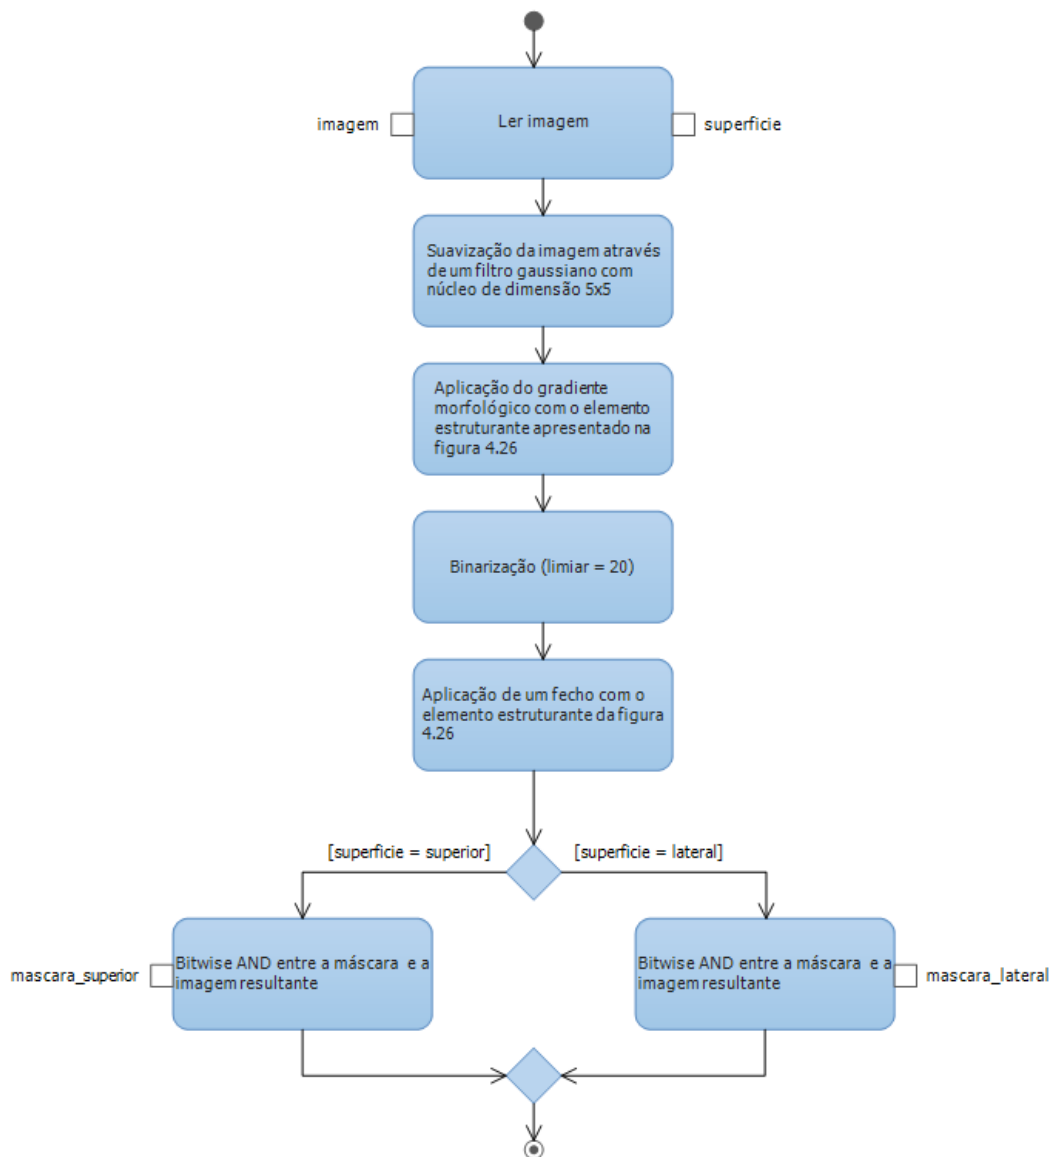 imagem
Ler imagem
superficie
Suavização da imagem através
de um filtro gaussiano com
núcleo de dimensão 5x5
Aplicação do gradiente
morfológico com o elemento
estruturante apresentado na
figura 4.26
Binarização (limiar = 20)
Aplicação de um fecho com o
elemento estruturante da figura
4.26
[superficie = superior]
[superficie = lateral]
mascara_superior
Bitwise AND entre a máscara e a
imagem resultante
Bitwise AND entre a máscara e a
imagem resultante
mascara_lateral